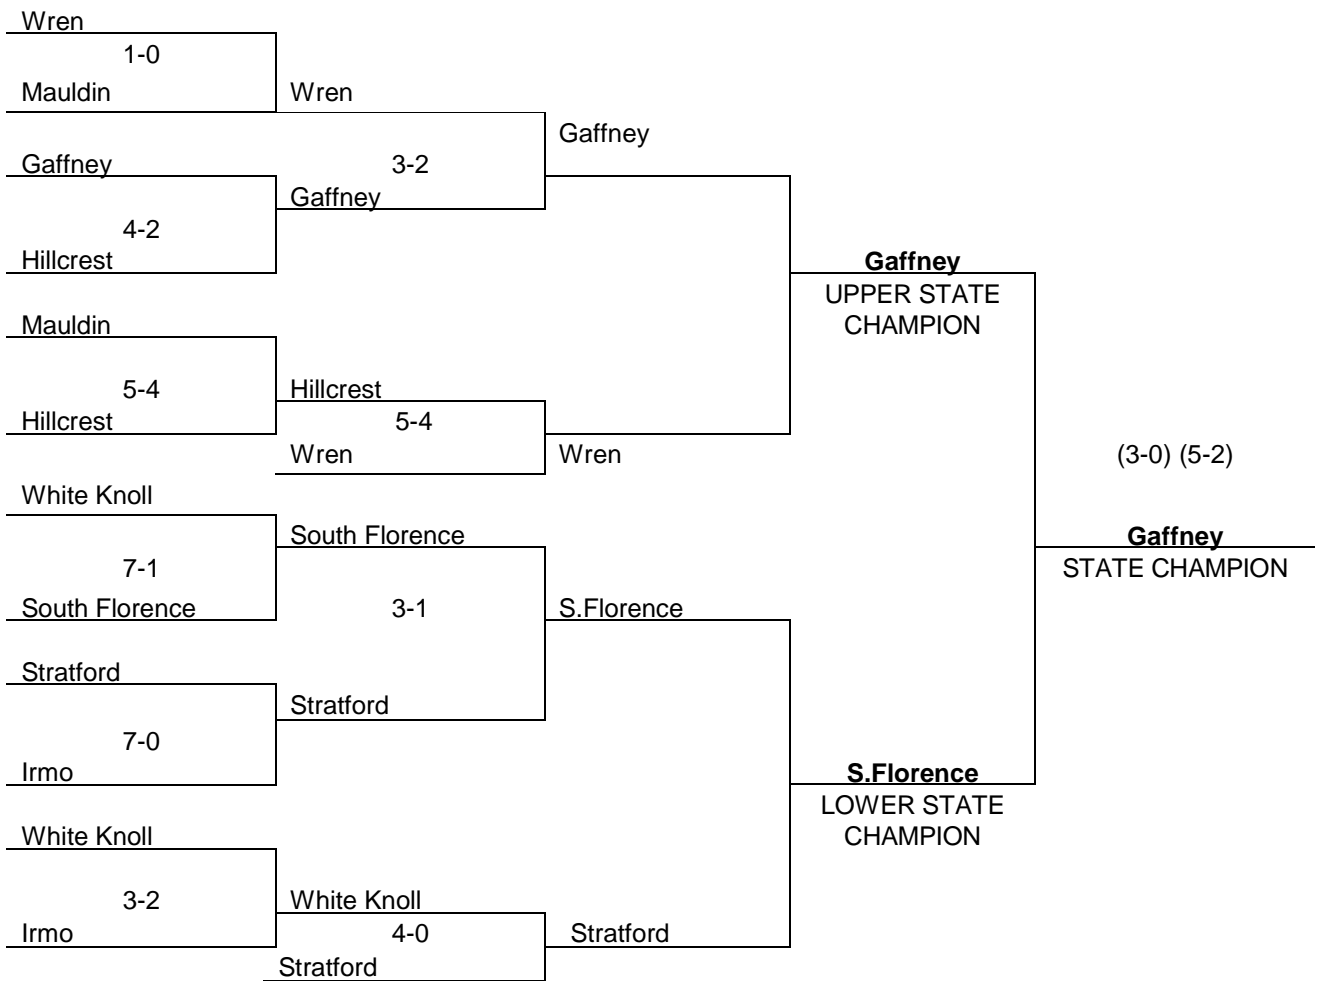 Wren
1-0
Mauldin
Wren
Gaffney
Gaffney
3-2
Gaffney
4-2
Hillcrest
Gaffney
UPPER STATE
CHAMPION
Mauldin
5-4
Hillcrest
Hillcrest
5-4
Wren
Wren
(3-0) (5-2)
White Knoll
South Florence
Gaffney
STATE CHAMPION
7-1
South Florence
3-1
S.Florence
Stratford
Stratford
7-0
Irmo
S.Florence
LOWER STATE
CHAMPION
White Knoll
3-2
White Knoll
Irmo
4-0
Stratford
Stratford